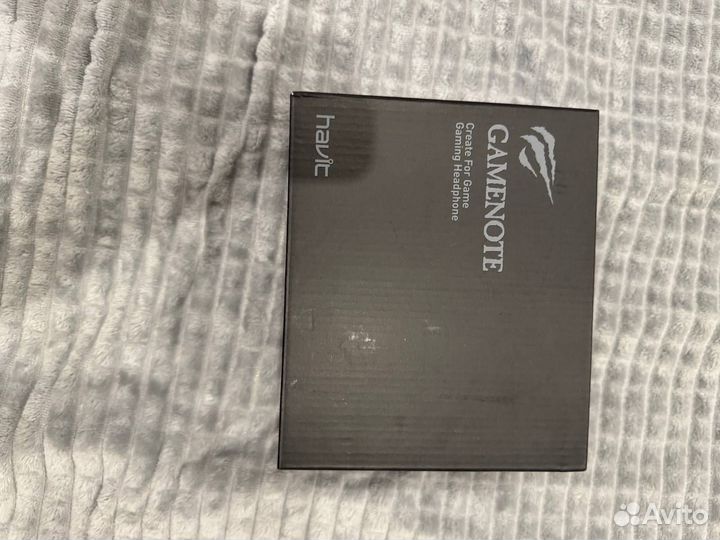 GAMENOTE
Create For Game
Gaming Headphone
havit
Avito